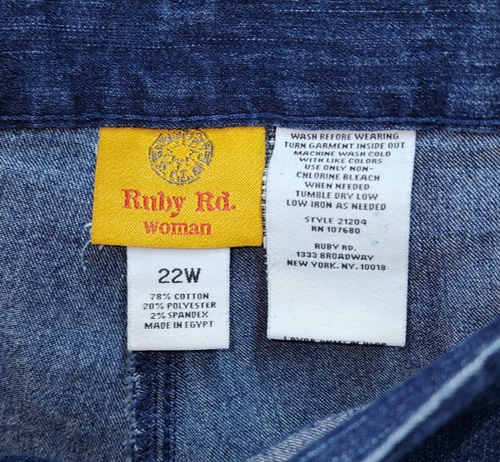 Ruby Rd.
woman
22W
78% COTTON
20% POLYESTER
2% SPANDEX
MADE IN EGYPT
WASH BEFORE WEARING
TURN GARMENT INSIDE OUT
MACHINE WASH COLD
WITH LIKE COLORS
USE ONLY NON-
CHLORINE BLEACH
WHEN NEEDED
TUMBLE DRY LOW
LOW IRON AS NEEDED
STYLE 21204
RN 107680
RUBY RD.
1333 BROADWAY
NEW YORK, NY. 10018